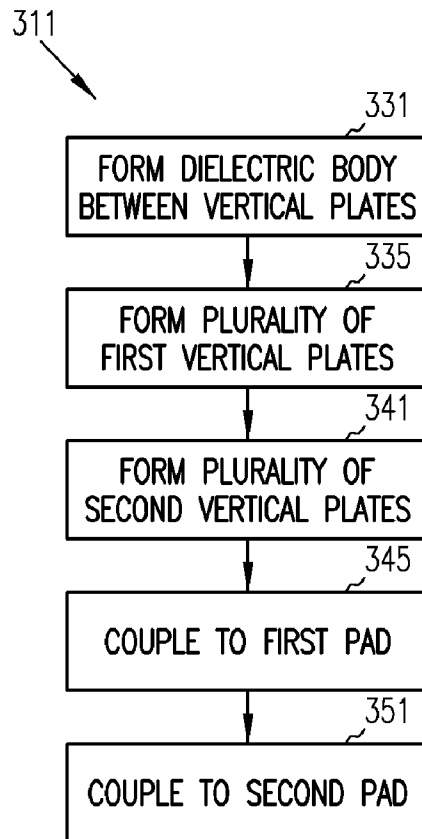 311
331
FORM DIELECTRIC BODY
BETWEEN VERTICAL PLATES
335
FORM PLURALITY OF
FIRST VERTICAL PLATES
341
FORM PLURALITY OF
SECOND VERTICAL PLATES
345
COUPLE TO FIRST PAD
351
COUPLE TO SECOND PAD